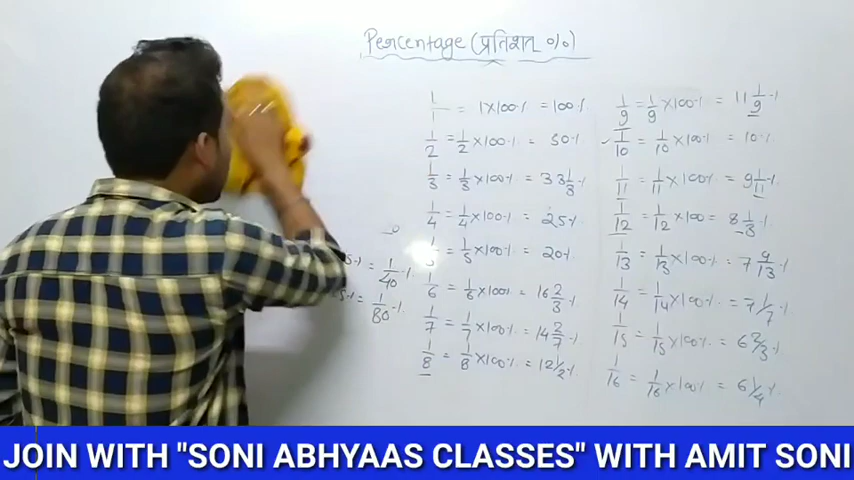 Percentage (प्रतिशत %)
1/1 = 1×100% = 100%
1/2 = 1/2×100% = 50%
1/3 = 1/3×100% = 33 1/3%
1/4 = 1/4×100% = 25%
1/5×100% = 20%
1/6 = 1/6×100% = 16 2/3%
1/7 = 1/7×100% = 14 2/7%
1/8 = 1/8×100% = 12 1/2%
1/9 = 1/9×100% = 11 1/9%
1/10 = 1/10×100% = 10%
1/11 = 1/11×100% = 9 1/11%
1/12 = 1/12×100 = 8 1/3%
1/13 = 1/13×100% = 7 9/13%
1/14 = 1/14×100% = 7 1/7%
1/15 = 1/15×100% = 6 2/3%
1/16 = 1/16×100% = 6 1/4%
= 1/40%
= 1/80%
JOIN WITH "SONI ABHYAAS CLASSES" WITH AMIT SONI